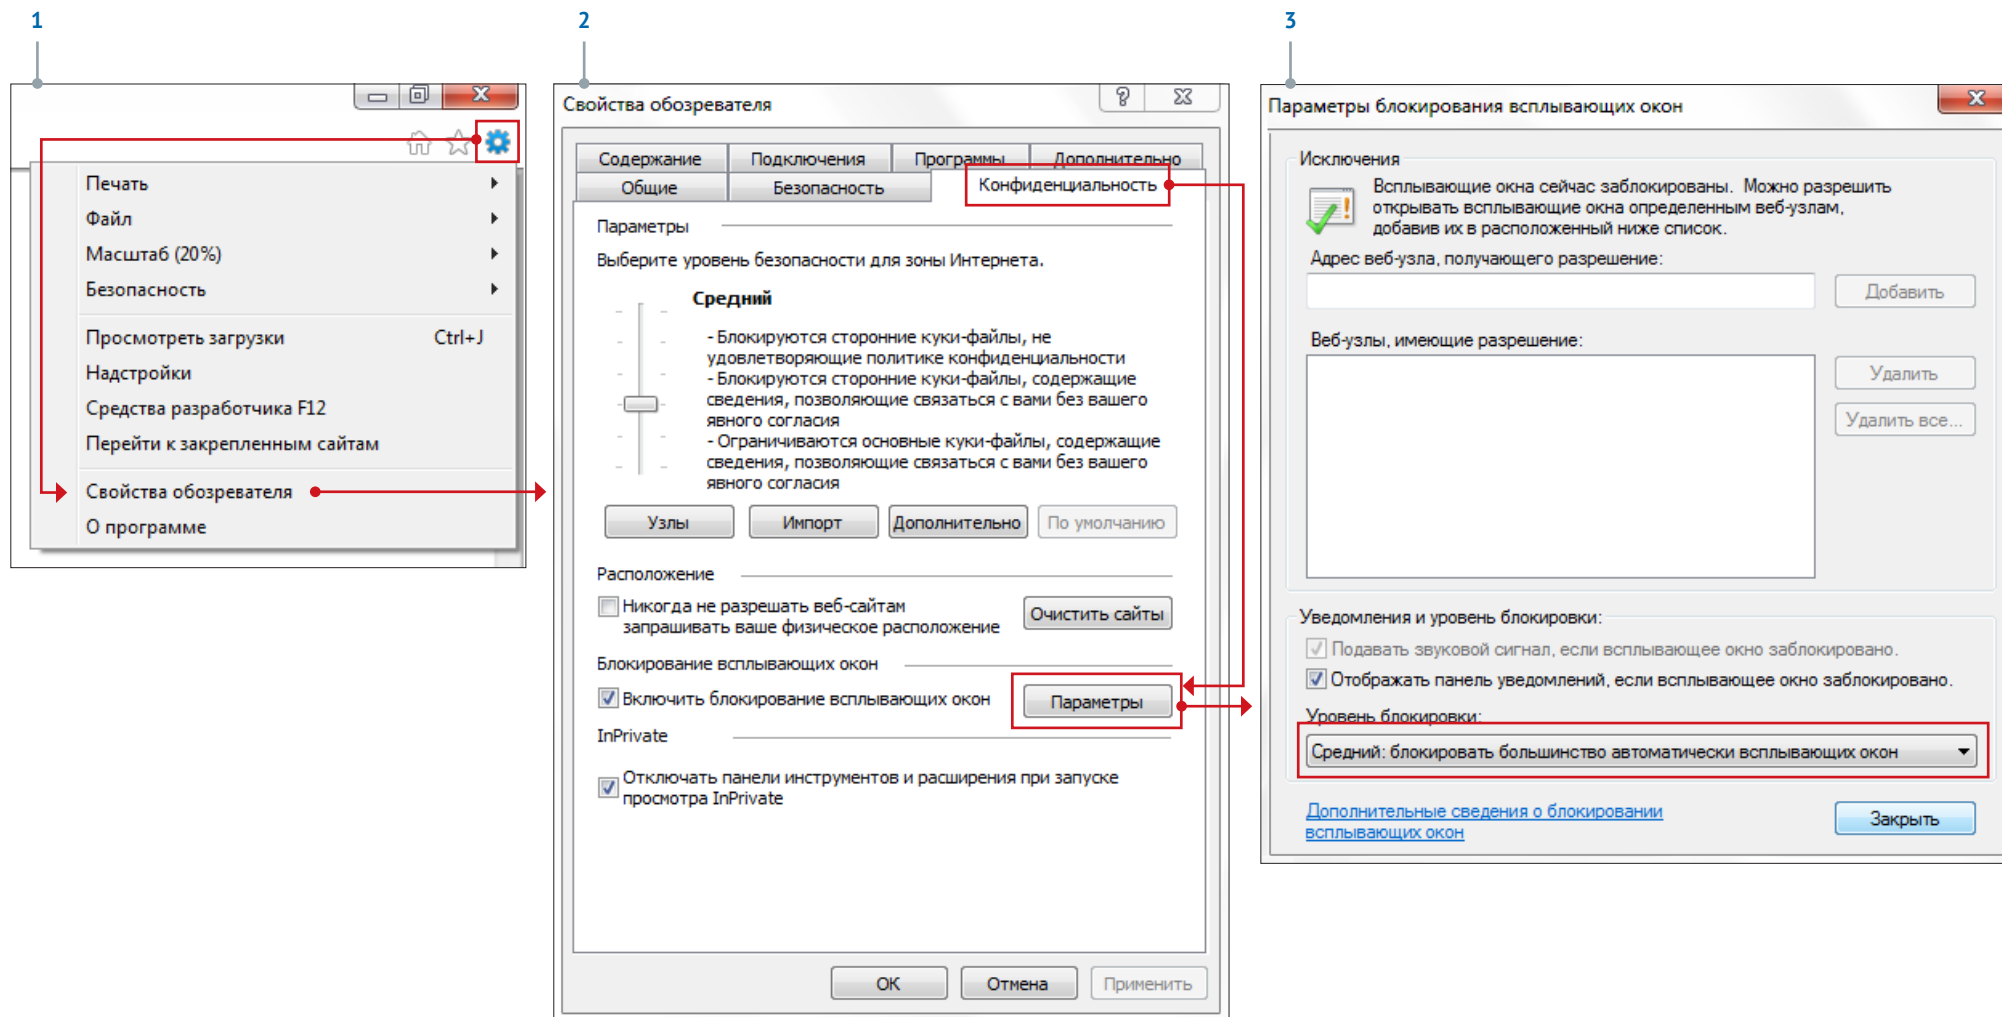 1
Печать
Файл
Масштаб (20%)
Безопасность
Просмотреть загрузки Ctrl+J
Надстройки
Средства разработчика F12
Перейти к закрепленным сайтам
Свойства обозревателя
О программе
2
Свойства обозревателя
Содержание Подключения Программы Дополнительно
Общие Безопасность Конфиденциальность
Параметры
Выберите уровень безопасности для зоны Интернета.
Средний
- Блокируются сторонние куки-файлы, не
удовлетворяющие политике конфиденциальности
- Блокируются сторонние куки-файлы, содержащие
сведения, позволяющие связаться с вами без вашего
явного согласия
- Ограничиваются основные куки-файлы, содержащие
сведения, позволяющие связаться с вами без вашего
явного согласия
Узлы Импорт Дополнительно По умолчанию
Расположение
Никогда не разрешать веб-сайтам
запрашивать ваше физическое расположение
Очистить сайты
Блокирование всплывающих окон
Включить блокирование всплывающих окон Параметры
InPrivate
Отключать панели инструментов и расширения при запуске
просмотра InPrivate
ОК Отмена Применить
3
Параметры блокирования всплывающих окон
Исключения
Всплывающие окна сейчас заблокированы. Можно разрешить
открывать всплывающие окна определенным веб-узлам,
добавив их в расположенный ниже список.
Адрес веб-узла, получающего разрешение:
Добавить
Веб-узлы, имеющие разрешение:
Удалить
Удалить все...
Уведомления и уровень блокировки:
Подавать звуковой сигнал, если всплывающее окно заблокировано.
Отображать панель уведомлений, если всплывающее окно заблокировано.
Уровень блокировки:
Средний: блокировать большинство автоматически всплывающих окон
Дополнительные сведения о блокировании
всплывающих окон
Закрыть